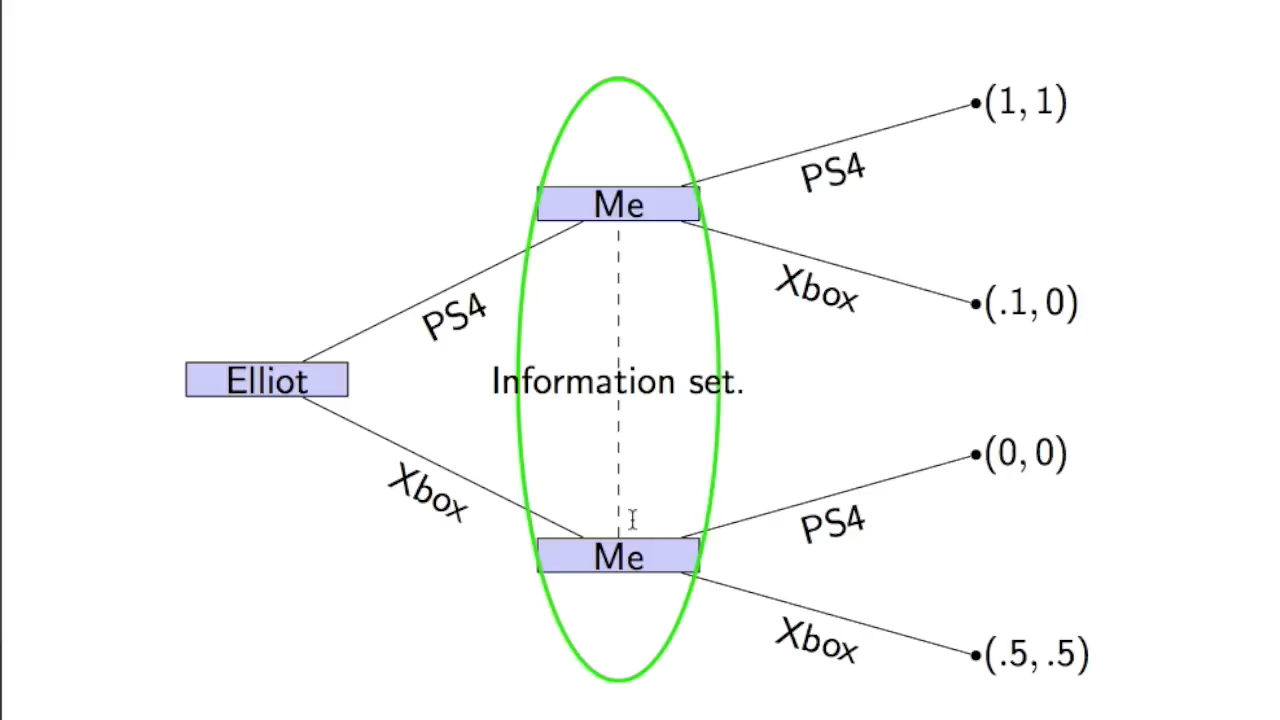 (1, 1)
PS4
Me
Xbox
(.1, 0)
PS4
Elliot
Information set.
Xbox
(0, 0)
PS4
Me
Xbox
(.5, .5)